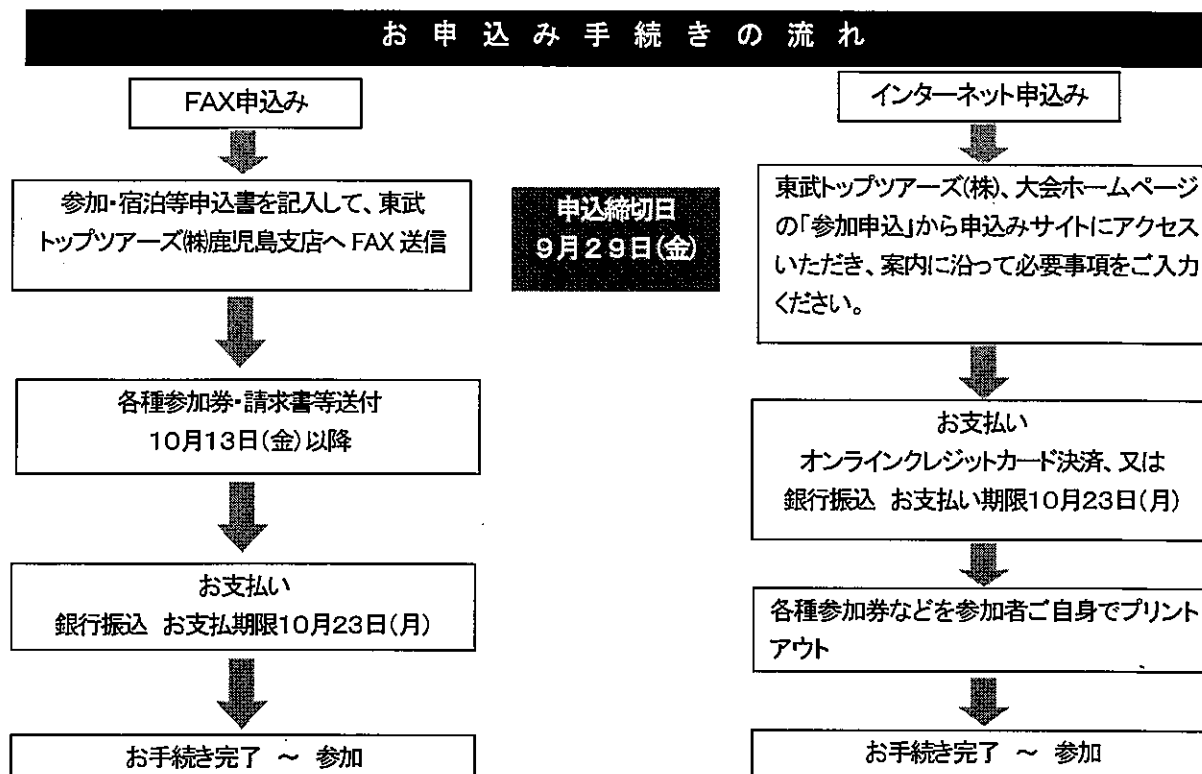 お申込み手続きの流れ
FAX申込み
参加・宿泊等申込書を記入して、東武
トップツアーズ㈱鹿児島支店へ FAX 送信
各種参加券・請求書等送付
10月13日(金)以降
お支払い
銀行振込 お支払期限10月23日(月)
お手続き完了 ~ 参加
申込締切日
9月29日(金)
インターネット申込み
東武トップツアーズ(株)、大会ホームページ
の「参加申込」から申込みサイトにアクセス
いただき、案内に沿って必要事項をご入力
ください。
お支払い
オンラインクレジットカード決済、又は
銀行振込 お支払い期限10月23日(月)
各種参加券などを参加者ご自身でプリント
アウト
お手続き完了 ~ 参加